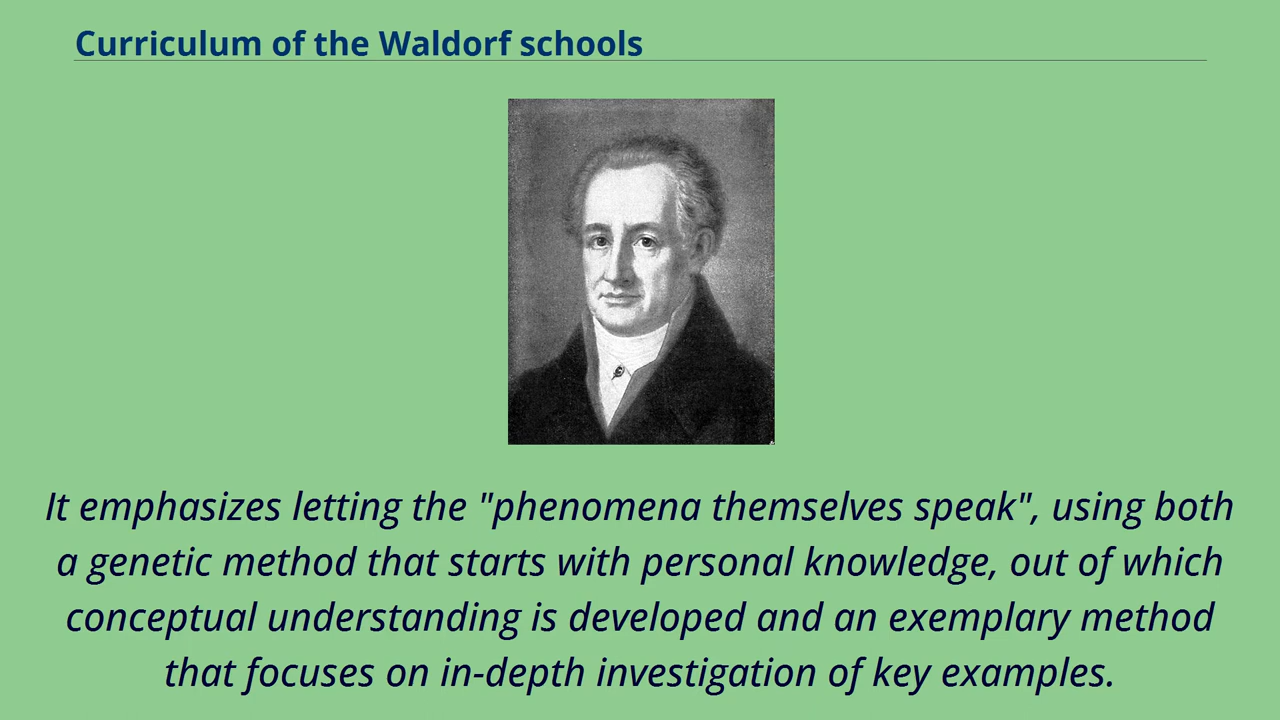 Curriculum of the Waldorf schools
It emphasizes letting the "phenomena themselves speak", using both
a genetic method that starts with personal knowledge, out of which
conceptual understanding is developed and an exemplary method
that focuses on in-depth investigation of key examples.